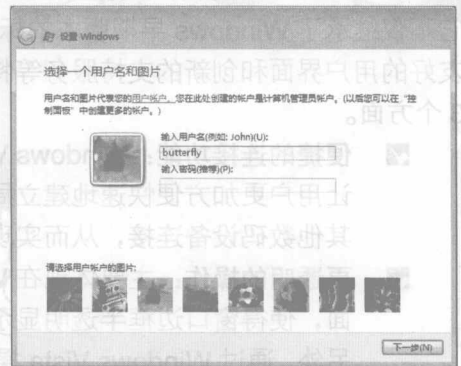 设置 Windows
选择一个用户名和图片
用户名和图片代表您的用户帐户。您在此处创建的帐户是计算机管理员帐户。(以后您可以在“控
制面板”中创建更多的帐户。)
输入用户名(例如: John)(U):
butterfly
输入密码(推荐)(P):
请选择用户帐户的图片:
下一步(N)